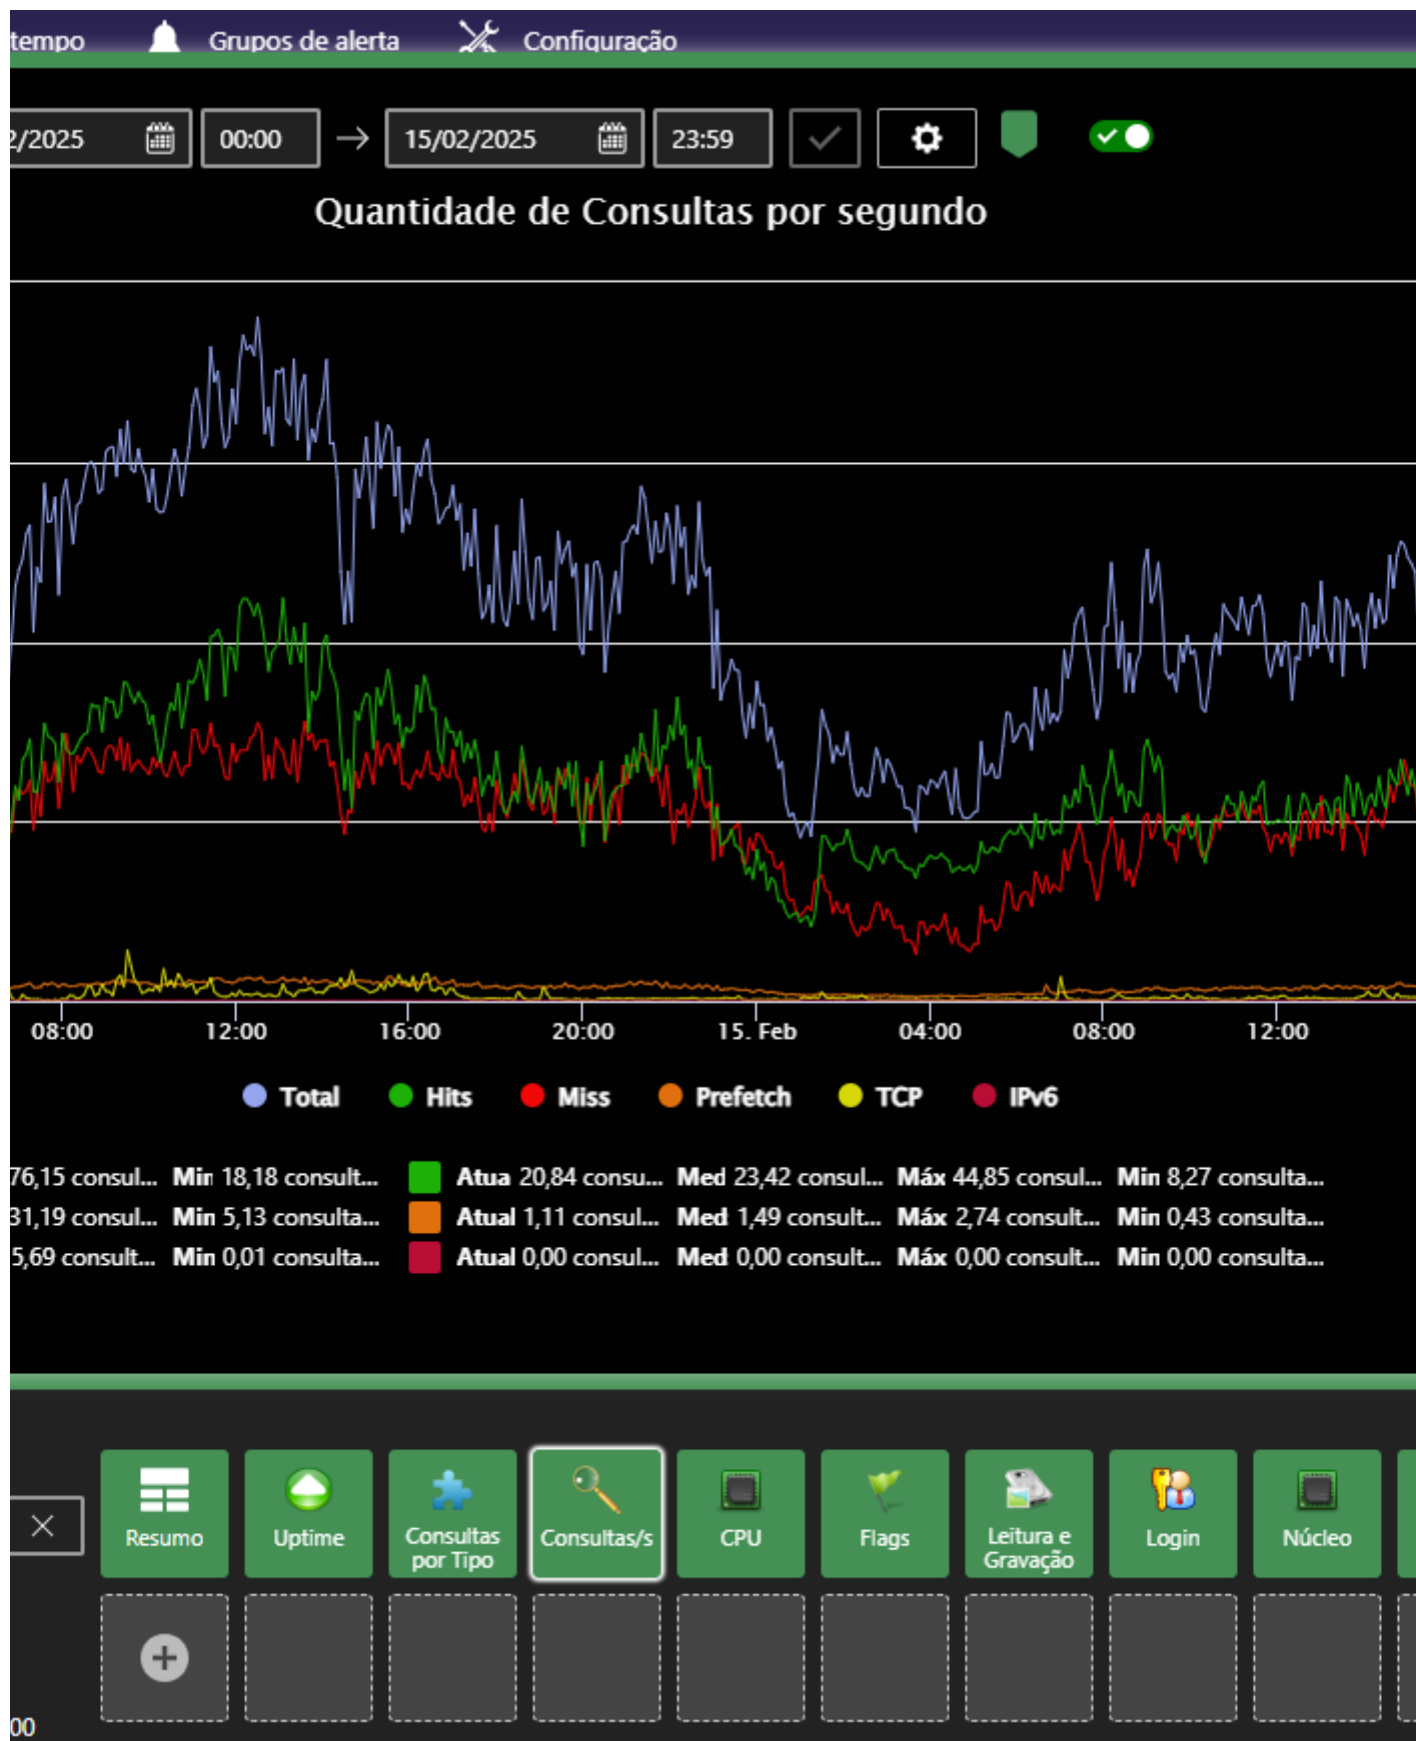 tempo Grupos de alerta Configuração
2/2025 00:00 → 15/02/2025 23:59
Quantidade de Consultas por segundo
08:00 12:00 16:00 20:00 15. Feb 04:00 08:00 12:00
Total Hits Miss Prefetch TCP IPv6
76,15 consul... Min 18,18 consult... Atua 20,84 consu... Med 23,42 consul... Máx 44,85 consul... Min 8,27 consulta...
31,19 consul... Min 5,13 consulta... Atual 1,11 consul... Med 1,49 consult... Máx 2,74 consult... Min 0,43 consulta...
5,69 consult... Min 0,01 consulta... Atual 0,00 consul... Med 0,00 consult... Máx 0,00 consult... Min 0,00 consulta...
Resumo Uptime Consultas por Tipo Consultas/s CPU Flags Leitura e Gravação Login Núcleo
00